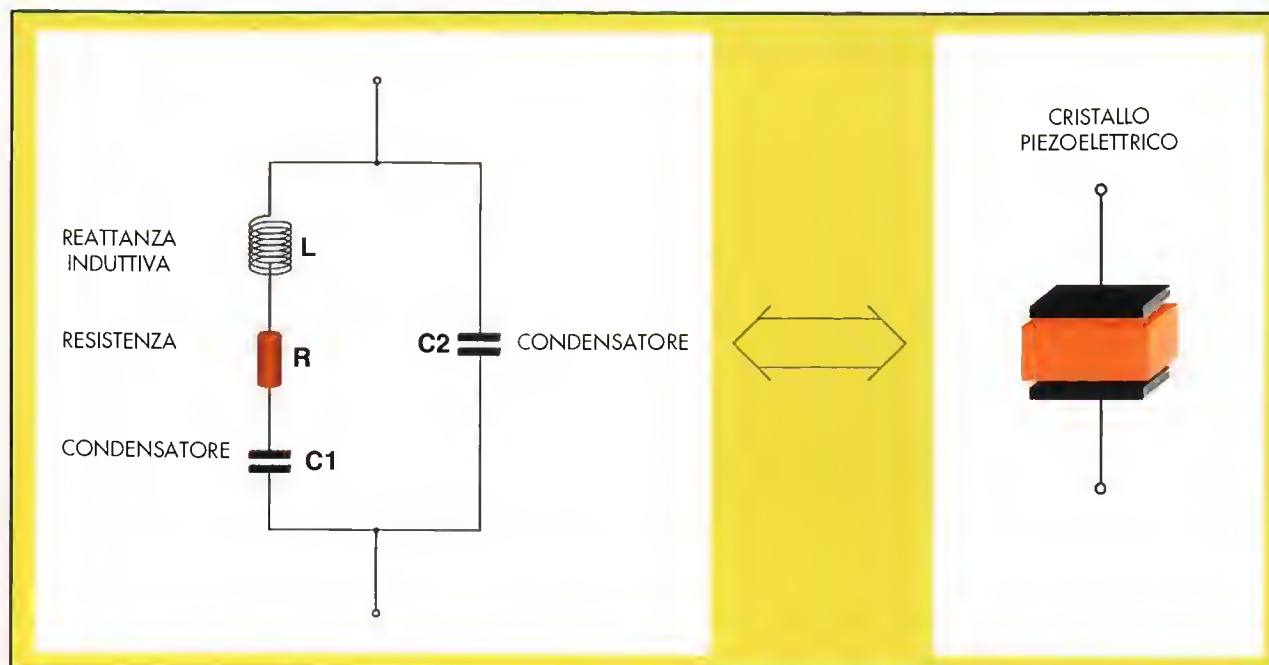 REATTANZA
INDUTTIVA
L
RESISTENZA
R
CONDENSATORE
C1
C2
CONDENSATORE
CRISTALLO
PIEZOELETTRICO